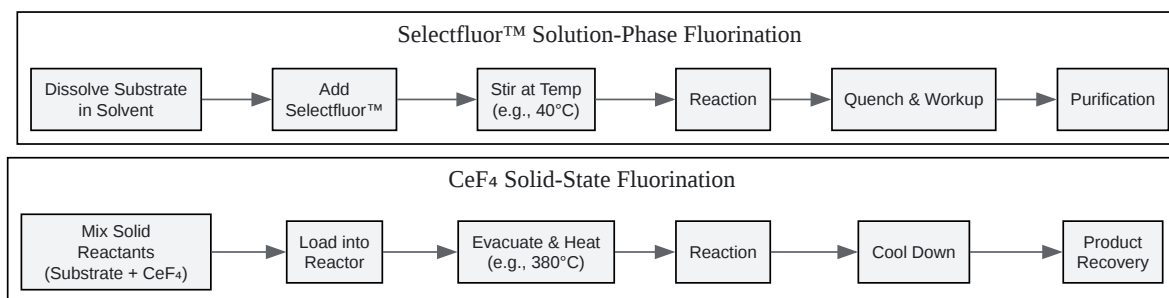 Selectfluor™ Solution-Phase Fluorination
Dissolve Substrate
in Solvent
Add
Selectfluor™
Stir at Temp
(e.g., 40°C)
Reaction
Quench & Workup
Purification
CeF₄ Solid-State Fluorination
Mix Solid
Reactants
(Substrate + CeF₄)
Load into
Reactor
Evacuate & Heat
(e.g., 380°C)
Reaction
Cool Down
Product
Recovery